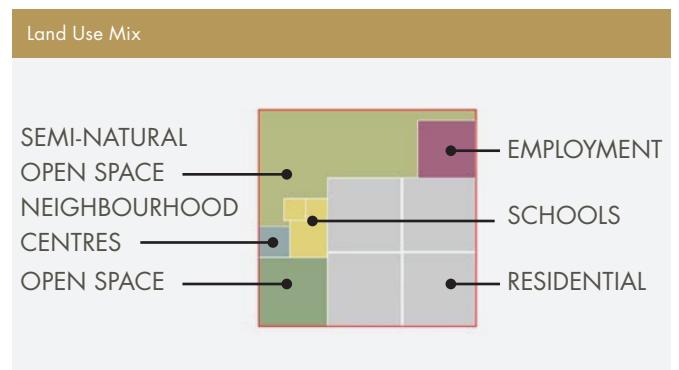 Land Use Mix
SEMI-NATURAL
OPEN SPACE
NEIGHBOURHOOD
CENTRES
OPEN SPACE
EMPLOYMENT
SCHOOLS
RESIDENTIAL